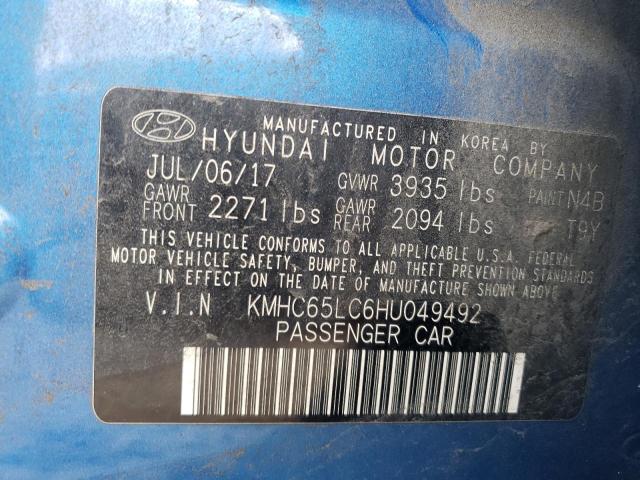 MANUFACTURED IN KOREA BY
HYUNDAI MOTOR COMPANY
JUL/06/17 GVWR 3935 lbs PAINT N4B
GAWR FRONT 2271 lbs GAWR REAR 2094 lbs T9Y
THIS VEHICLE CONFORMS TO ALL APPLICABLE U.S.A. FEDERAL
MOTOR VEHICLE SAFETY, BUMPER, AND THEFT PREVENTION STANDARDS
IN EFFECT ON THE DATE OF MANUFACTURE SHOWN ABOVE.
V.I.N KMHC65LC6HU049492
PASSENGER CAR